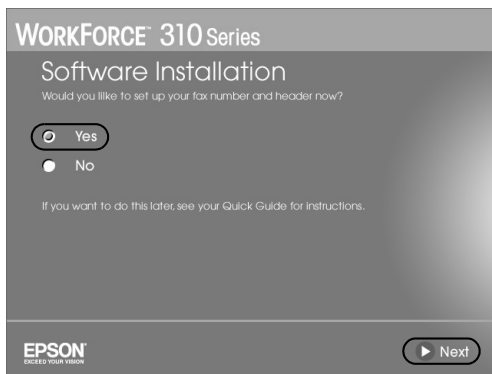 WORKFORCE™ 310 Series
Software Installation
Would you like to set up your fax number and header now?
Yes
No
If you want to do this later, see your Quick Guide for instructions.
EPSON®
EXCEED YOUR VISION
Next